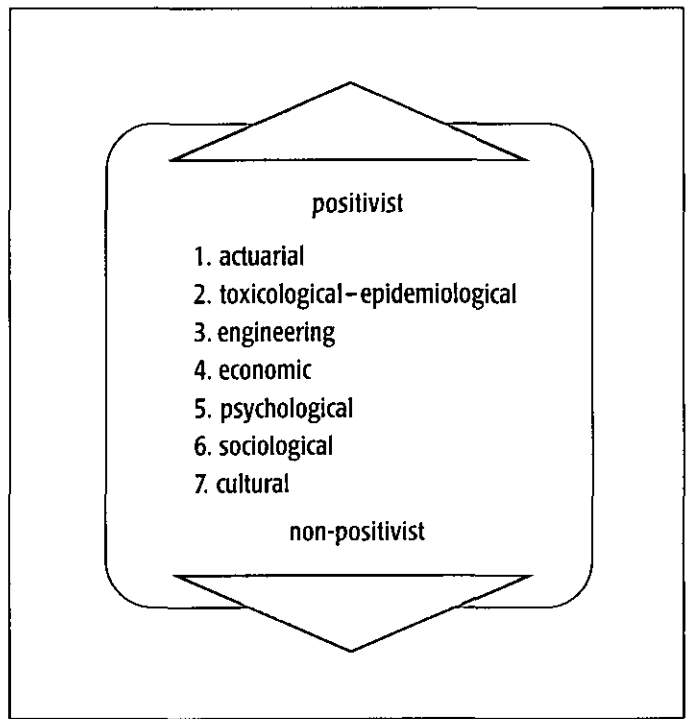 positivist
1. actuarial
2. toxicological–epidemiological
3. engineering
4. economic
5. psychological
6. sociological
7. cultural
non-positivist